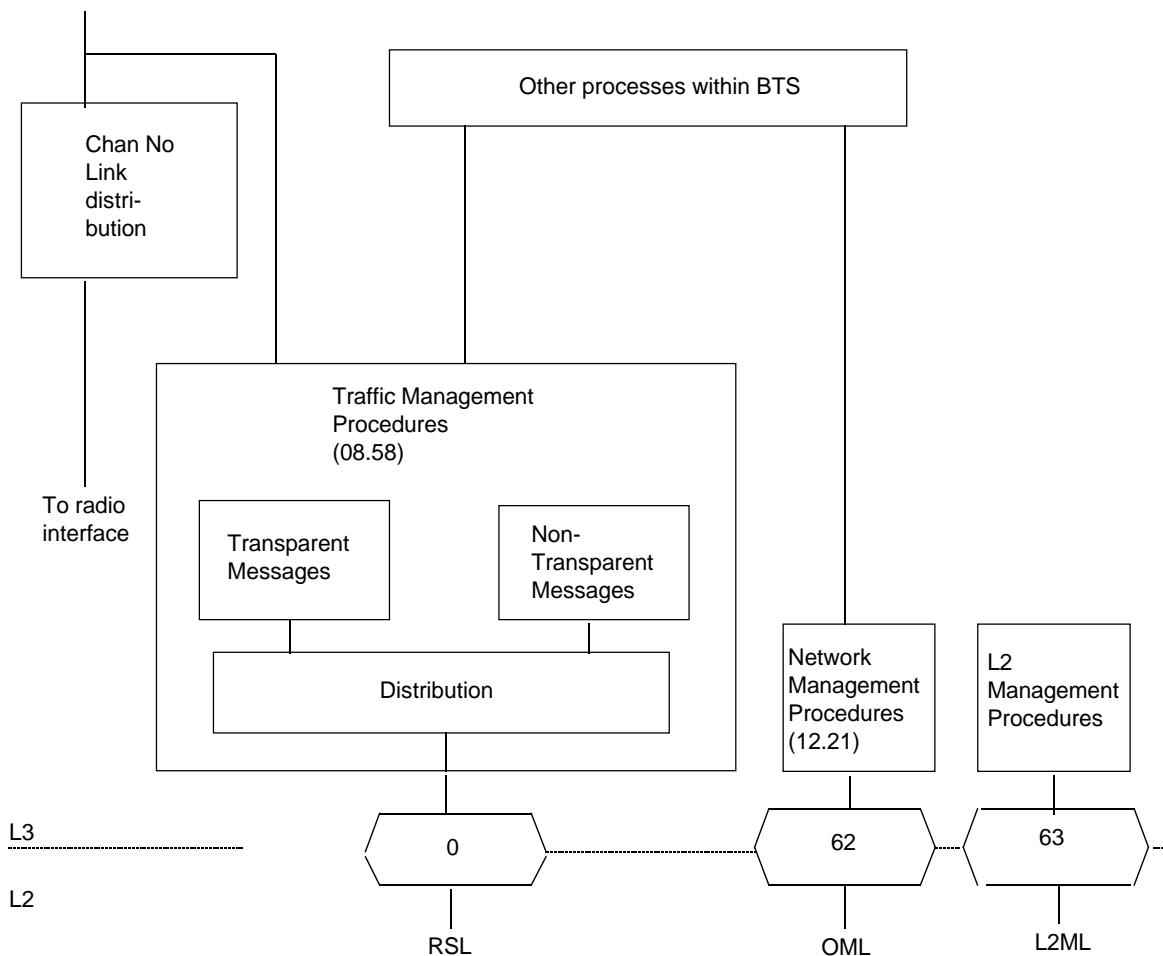 Other processes within BTS
Chan No
Link
distri-
bution
Traffic Management
Procedures
(08.58)
To radio
interface
Transparent
Messages
Non-
Transparent
Messages
Distribution
Network
Management
Procedures
(12.21)
L2
Management
Procedures
L3
0
62
63
L2
RSL
OML
L2ML